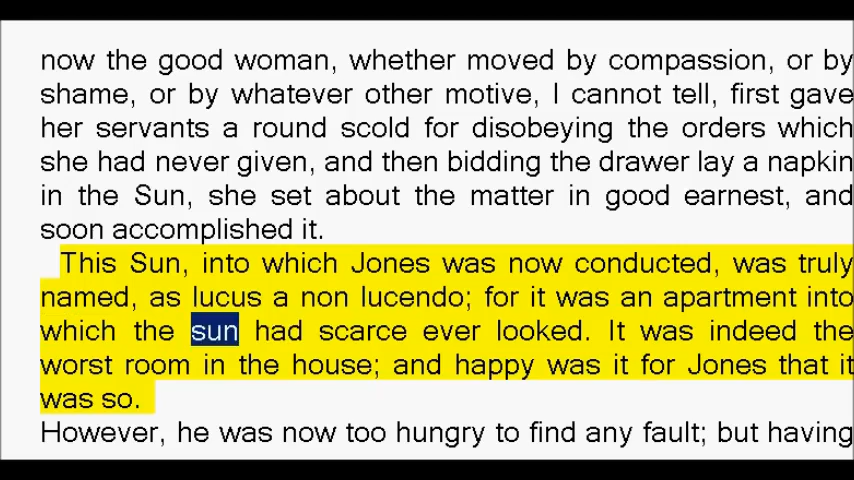 now the good woman, whether moved by compassion, or by
shame, or by whatever other motive, I cannot tell, first gave
her servants a round scold for disobeying the orders which
she had never given, and then bidding the drawer lay a napkin
in the Sun, she set about the matter in good earnest, and
soon accomplished it.
This Sun, into which Jones was now conducted, was truly
named, as lucus a non lucendo; for it was an apartment into
which the sun had scarce ever looked. It was indeed the
worst room in the house; and happy was it for Jones that it
was so.
However, he was now too hungry to find any fault; but having